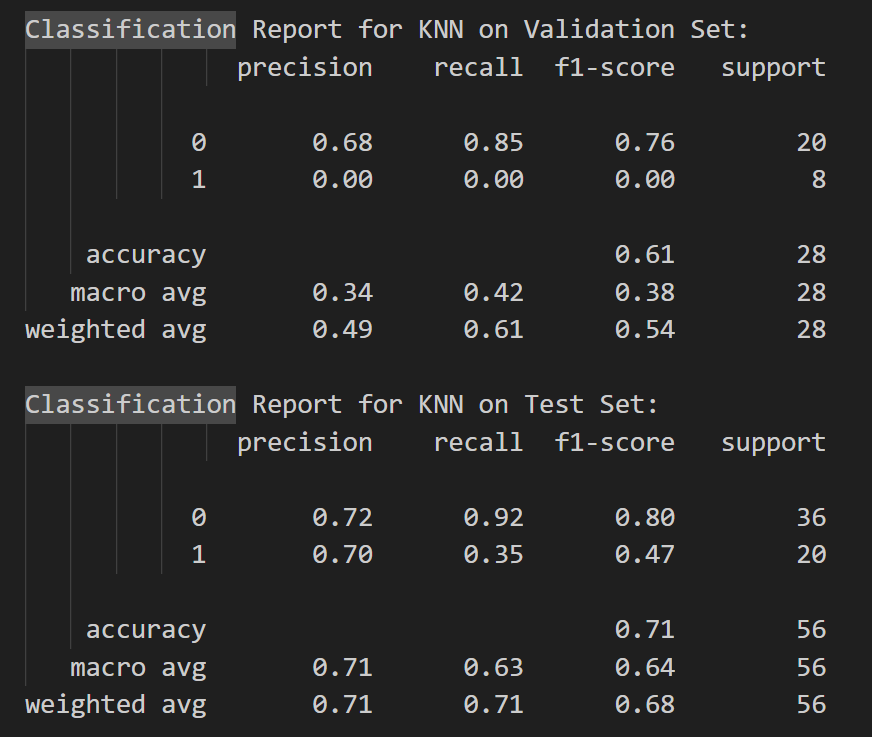 Classification Report for KNN on Validation Set:
precision recall f1-score support
0 0.68 0.85 0.76 20
1 0.00 0.00 0.00 8
accuracy 0.61 28
macro avg 0.34 0.42 0.38 28
weighted avg 0.49 0.61 0.54 28
Classification Report for KNN on Test Set:
precision recall f1-score support
0 0.72 0.92 0.80 36
1 0.70 0.35 0.47 20
accuracy 0.71 56
macro avg 0.71 0.63 0.64 56
weighted avg 0.71 0.71 0.68 56